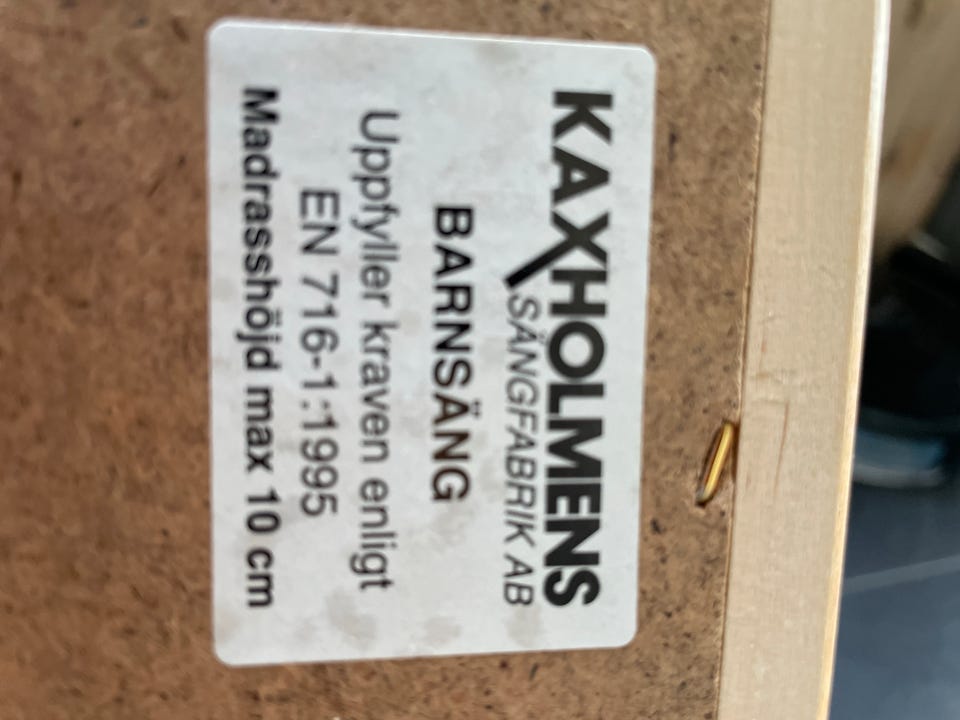 KAXHOLMENS
SÄNGFABRIK AB
BARNSÄNG
Uppfyller kraven enligt
EN 716-1:1995
Madrasshöjd max 10 cm